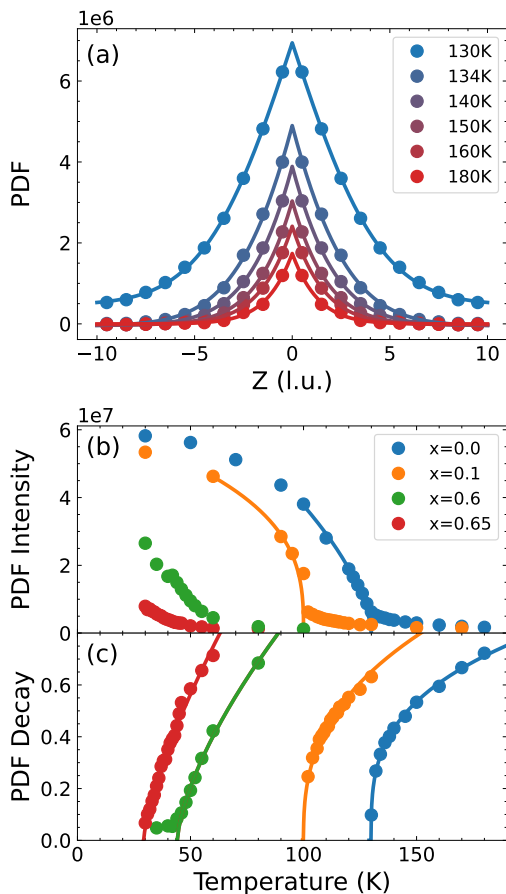 1e6
(a)
130K
134K
140K
150K
160K
180K
PDF
6
4
2
0
−10
−5
0
5
10
Z (l.u.)
1e7
(b)
x=0.0
x=0.1
x=0.6
x=0.65
PDF Intensity
6
4
2
0
(c)
PDF Decay
0.6
0.4
0.2
0.0
50
100
150
Temperature (K)